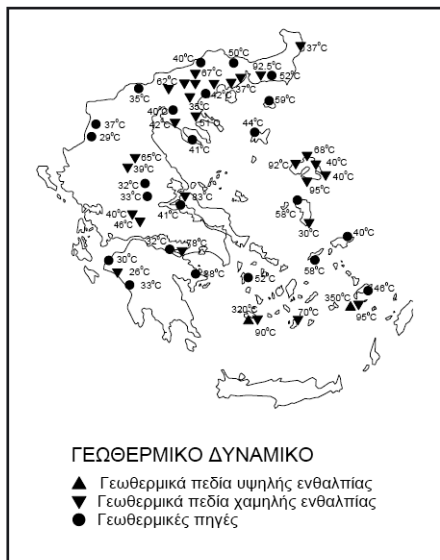 37°C
40°C 50°C
67°C 92.5°C
62°C 52°C
37°C
35°C 42°C 59°C
35°C
40°C
51°C
37°C 42°C 44°C
29°C 41°C
68°C
65°C 92°C 40°C
39°C 40°C
32°C 95°C
33°C 83°C
58°C
40°C 41°C
46°C 30°C
32°C 78°C 40°C
30°C 58°C
26°C 52°C
33°C 46°C
350°C
320°C 70°C 95°C
90°C
ΓΕΩΘΕΡΜΙΚΟ ΔΥΝΑΜΙΚΟ
Γεωθερμικά πεδία υψηλής ενθαλπίας
Γεωθερμικά πεδία χαμηλής ενθαλπίας
Γεωθερμικές πηγές